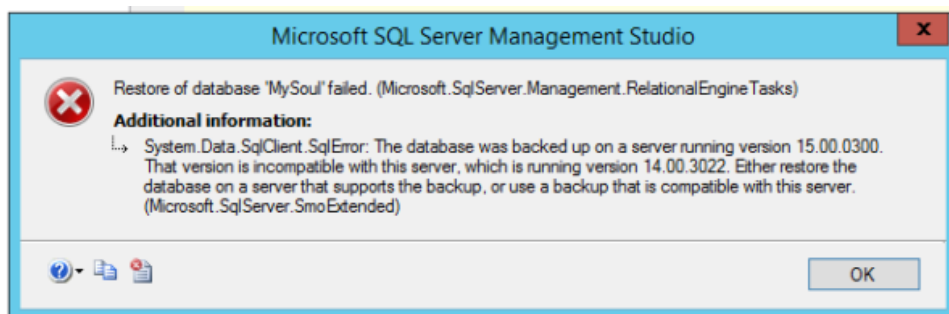 Microsoft SQL Server Management Studio
x
Restore of database 'MySoul' failed. (Microsoft.SqlServer.Management.RelationalEngineTasks)
Additional information:
System.Data.SqlClient.SqlError: The database was backed up on a server running version 15.00.0300.
That version is incompatible with this server, which is running version 14.00.3022. Either restore the
database on a server that supports the backup, or use a backup that is compatible with this server.
(Microsoft.SqlServer.SmoExtended)
OK